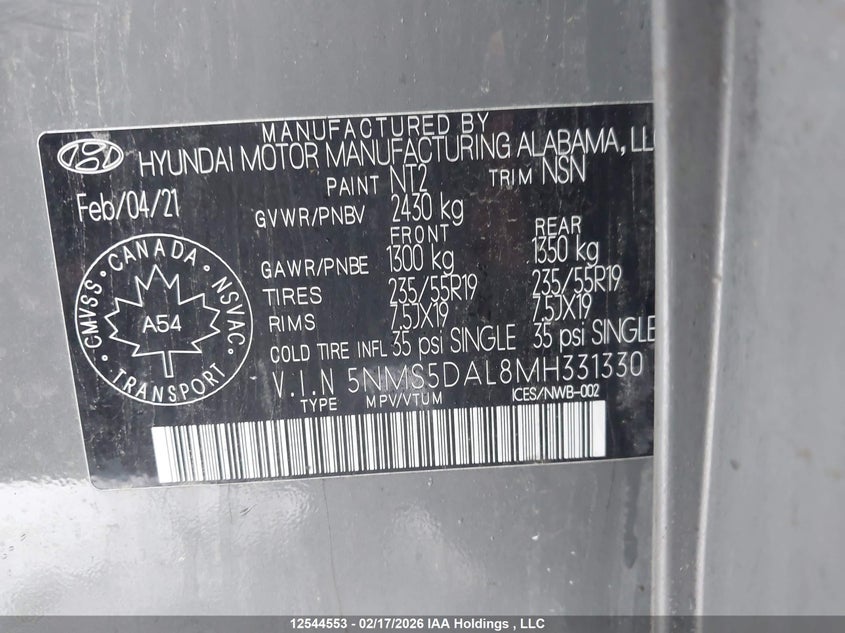 MANUFACTURED BY
HYUNDAI MOTOR MANUFACTURING ALABAMA, LLC
PAINT NT2 TRIM NSN
Feb/04/21
GVWR/PNBV 2430 kg
FRONT REAR
GAWR/PNBE 1300 kg 1350 kg
TIRES 235/55R19 235/55R19
RIMS 7.5JX19 7.5JX19
COLD TIRE INFL 35 psi SINGLE 35 psi SINGLE
V.I.N 5NMS5DAL8MH331330
TYPE MPV/VTUM ICES/NWB-002
CMVSS • CANADA • NSVAC • TRANSPORT •
A54
12544553 - 02/17/2026 IAA Holdings , LLC